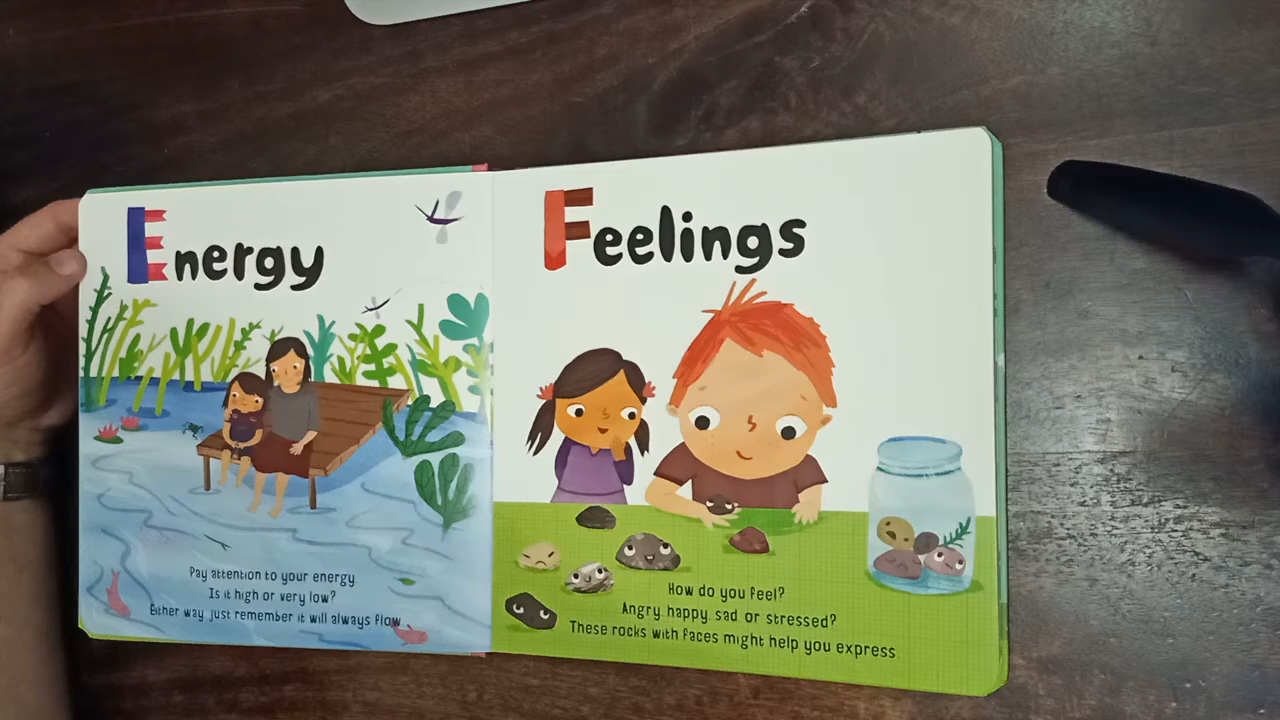 Energy
Pay attention to your energy
Is it high or very low?
Either way, just remember it will always flow
Feelings
How do you feel?
Angry, happy, sad, or stressed?
These rocks with faces might help you express